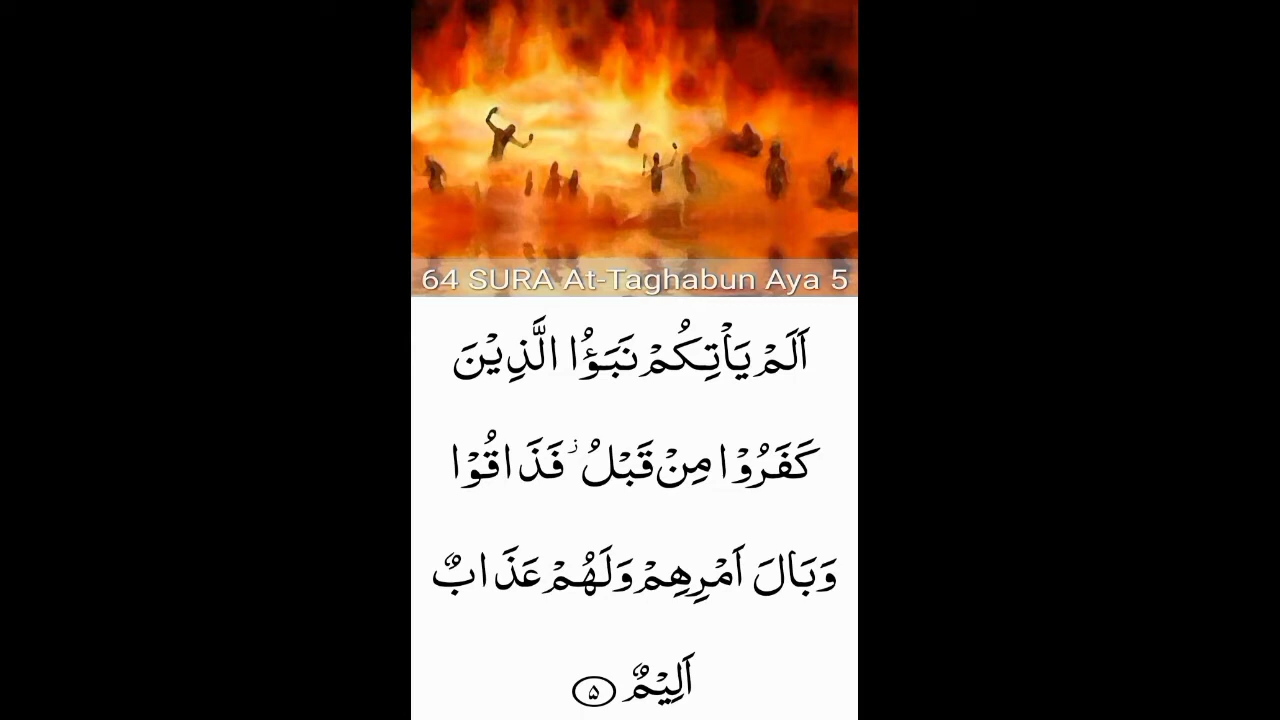 64 SURA At-Taghabun Aya 5
اَلَمْ يَاْتِكُمْ نَبَؤُا الَّذِيْنَ
كَفَرُوْا مِنْ قَبْلُ ؗ فَذَاقُوْا
وَبَالَ اَمْرِهِمْ وَلَهُمْ عَذَابٌ
اَلِيْمٌ ۵